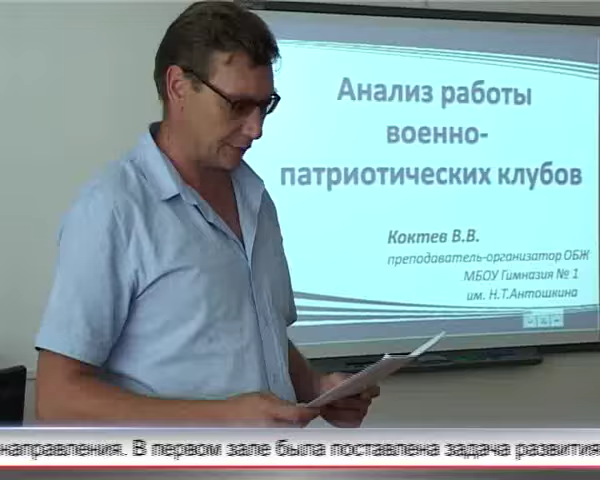 Анализ работы
военно-
патриотических клубов
Коктев В.В.
преподаватель-организатор ОБЖ
МБОУ Гимназия № 1
им. Н.Т.Антошкина
направления. В первом зале была поставлена задача развития